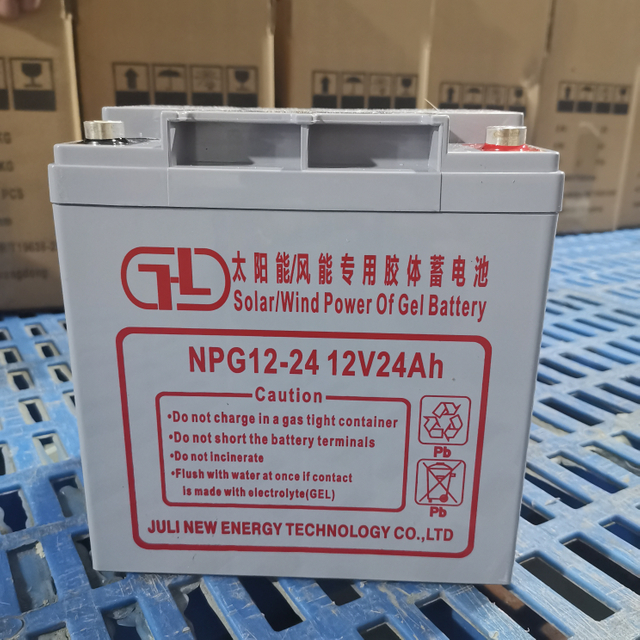 太阳能/风能专用胶体蓄电池
Solar/Wind Power Of Gel Battery
NPG12-24 12V24Ah
Caution
•Do not charge in a gas tight container
•Do not short the battery terminals
•Do not incinerate
•Flush with water at once if contact
is made with electrolyte(GEL)
Pb
Pb
JULI NEW ENERGY TECHNOLOGY CO.,LTD